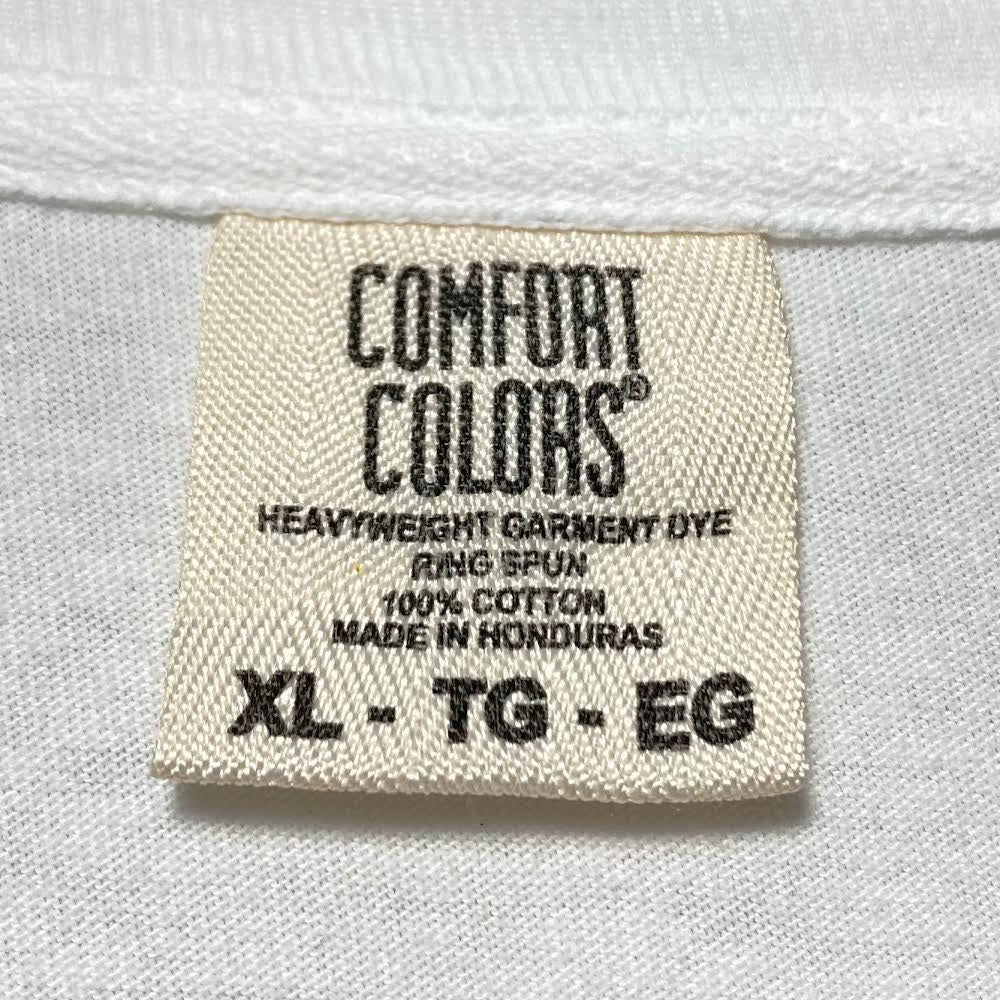 COMFORT
COLORS®
HEAVYWEIGHT GARMENT DYE
RING SPUN
100% COTTON
MADE IN HONDURAS
XL - TG - EG